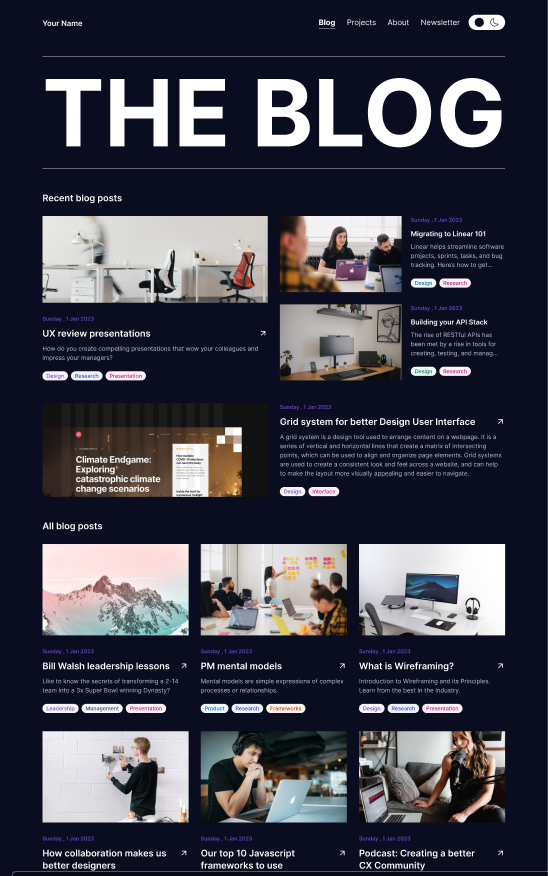 Your Name
Blog Projects About Newsletter
THE BLOG
Recent blog posts
Sunday , 1 Jan 2023
UX review presentations
How do you create compelling presentations that wow your colleagues and
impress your managers?
Design Research Presentation
Sunday , 1 Jan 2023
Migrating to Linear 101
Linear helps streamline software
projects, sprints, tasks, and bug
tracking. Here's how to get...
Design Research
Sunday , 1 Jan 2023
Building your API Stack
The rise of RESTful APIs has
been met by a rise in tools for
creating, testing, and manag...
Design Research
Climate Endgame:
Exploring
catastrophic climate
change scenarios
Sunday , 1 Jan 2023
Grid system for better Design User Interface
A grid system is a design tool used to arrange content on a webpage. It is a
series of vertical and horizontal lines that create a matrix of intersecting
points, which can be used to align and organize page elements. Grid systems
are used to create a consistent look and feel across a website, and can help
to make the layout more visually appealing and easier to navigate.
Design Interface
All blog posts
Sunday , 1 Jan 2023
Bill Walsh leadership lessons
Like to know the secrets of transforming a 2-14
team into a 3x Super Bowl winning Dynasty?
Leadership Management Presentation
Sunday , 1 Jan 2023
PM mental models
Mental models are simple expressions of complex
processes or relationships.
Product Research Frameworks
Sunday , 1 Jan 2023
What is Wireframing?
Introduction to Wireframing and its Principles.
Learn from the best in the industry.
Design Research Presentation
Sunday , 1 Jan 2023
How collaboration makes us
better designers
Sunday , 1 Jan 2023
Our top 10 Javascript
frameworks to use
Sunday , 1 Jan 2023
Podcast: Creating a better
CX Community